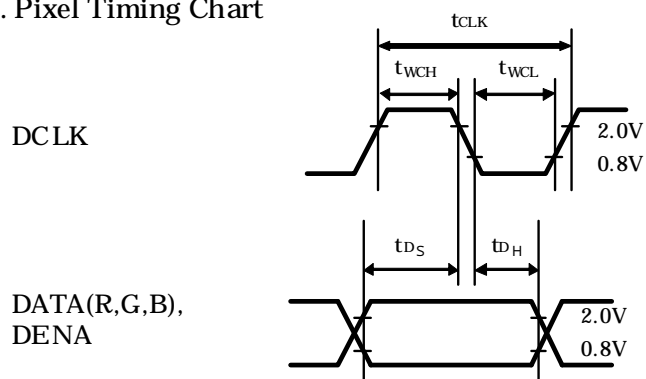 . Pixel Timing Chart
tCLK
tWCH
tWCL
DCLK
2.0V
0.8V
tDS
tDH
DATA(R,G,B),
DENA
2.0V
0.8V